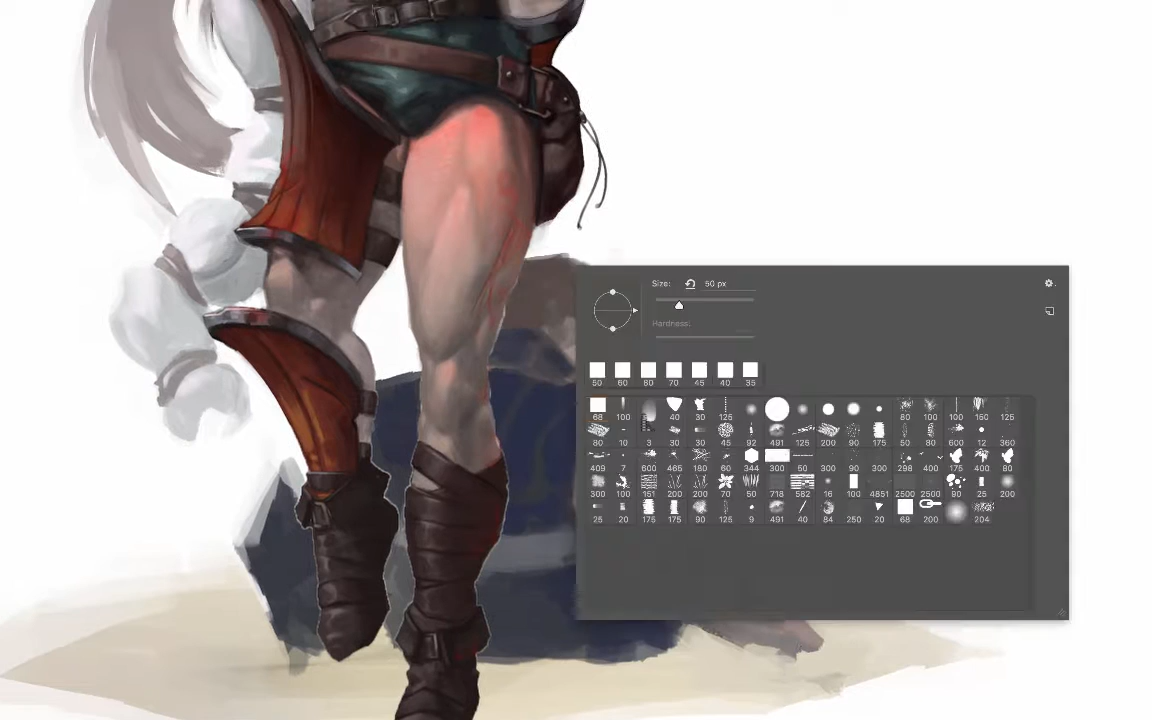 Size: 50 px
Hardness:
50 60 80 70 45 40 35
68 100 40 30 125 80 100 100 160 125
80 10 3 30 30 45 92 491 125 200 90 175 50 80 600 12 360
409 7 600 465 180 60 344 300 50 300 90 300 298 400 175 400 80
300 100 151 200 200 70 50 718 582 16 100 4851 2500 2500 90 25 200
25 20 175 175 90 125 9 491 40 84 250 20 68 200 204